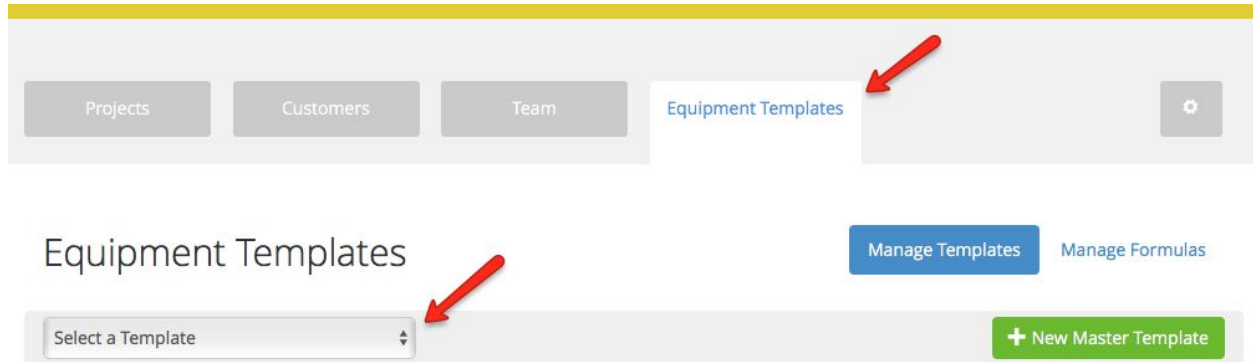 Projects Customers Team Equipment Templates
Equipment Templates Manage Templates Manage Formulas
Select a Template New Master Template